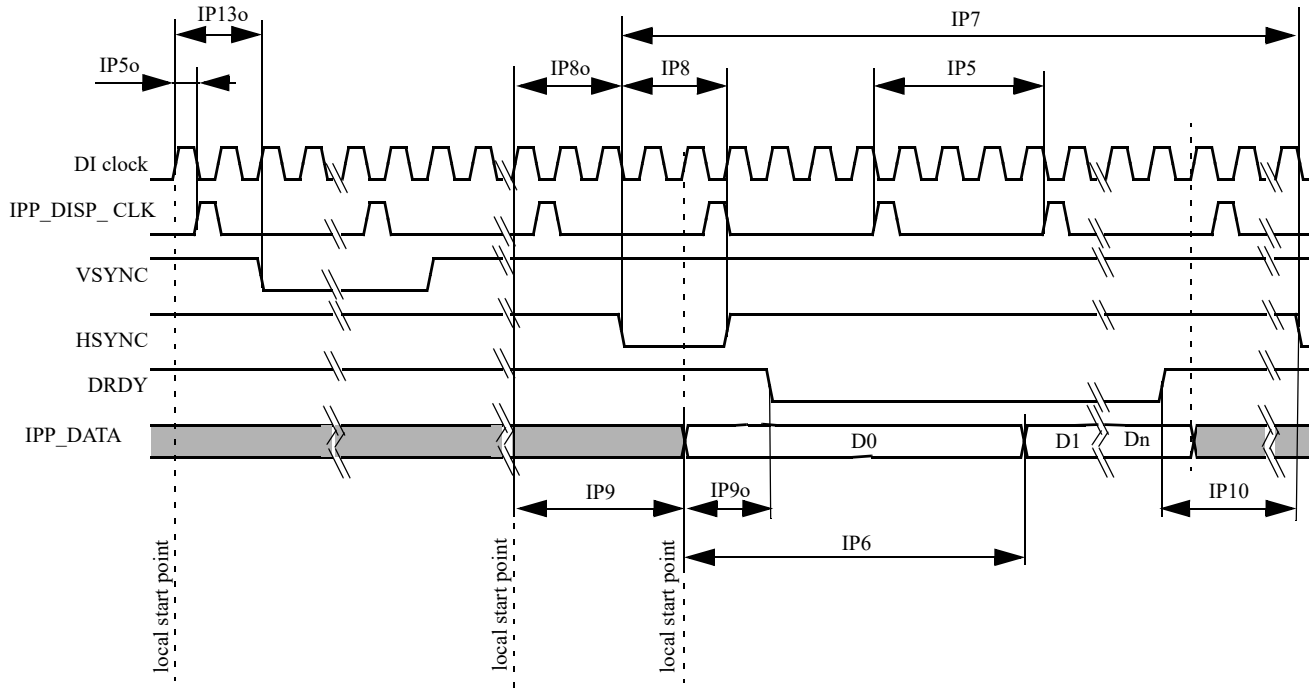 IP13o
IP7
IP5o
IP8o
IP8
IP5
DI clock
IPP_DISP_ CLK
VSYNC
HSYNC
DRDY
IPP_DATA
D0
D1
Dn
IP9
IP9o
IP10
IP6
local start point
local start point
local start point